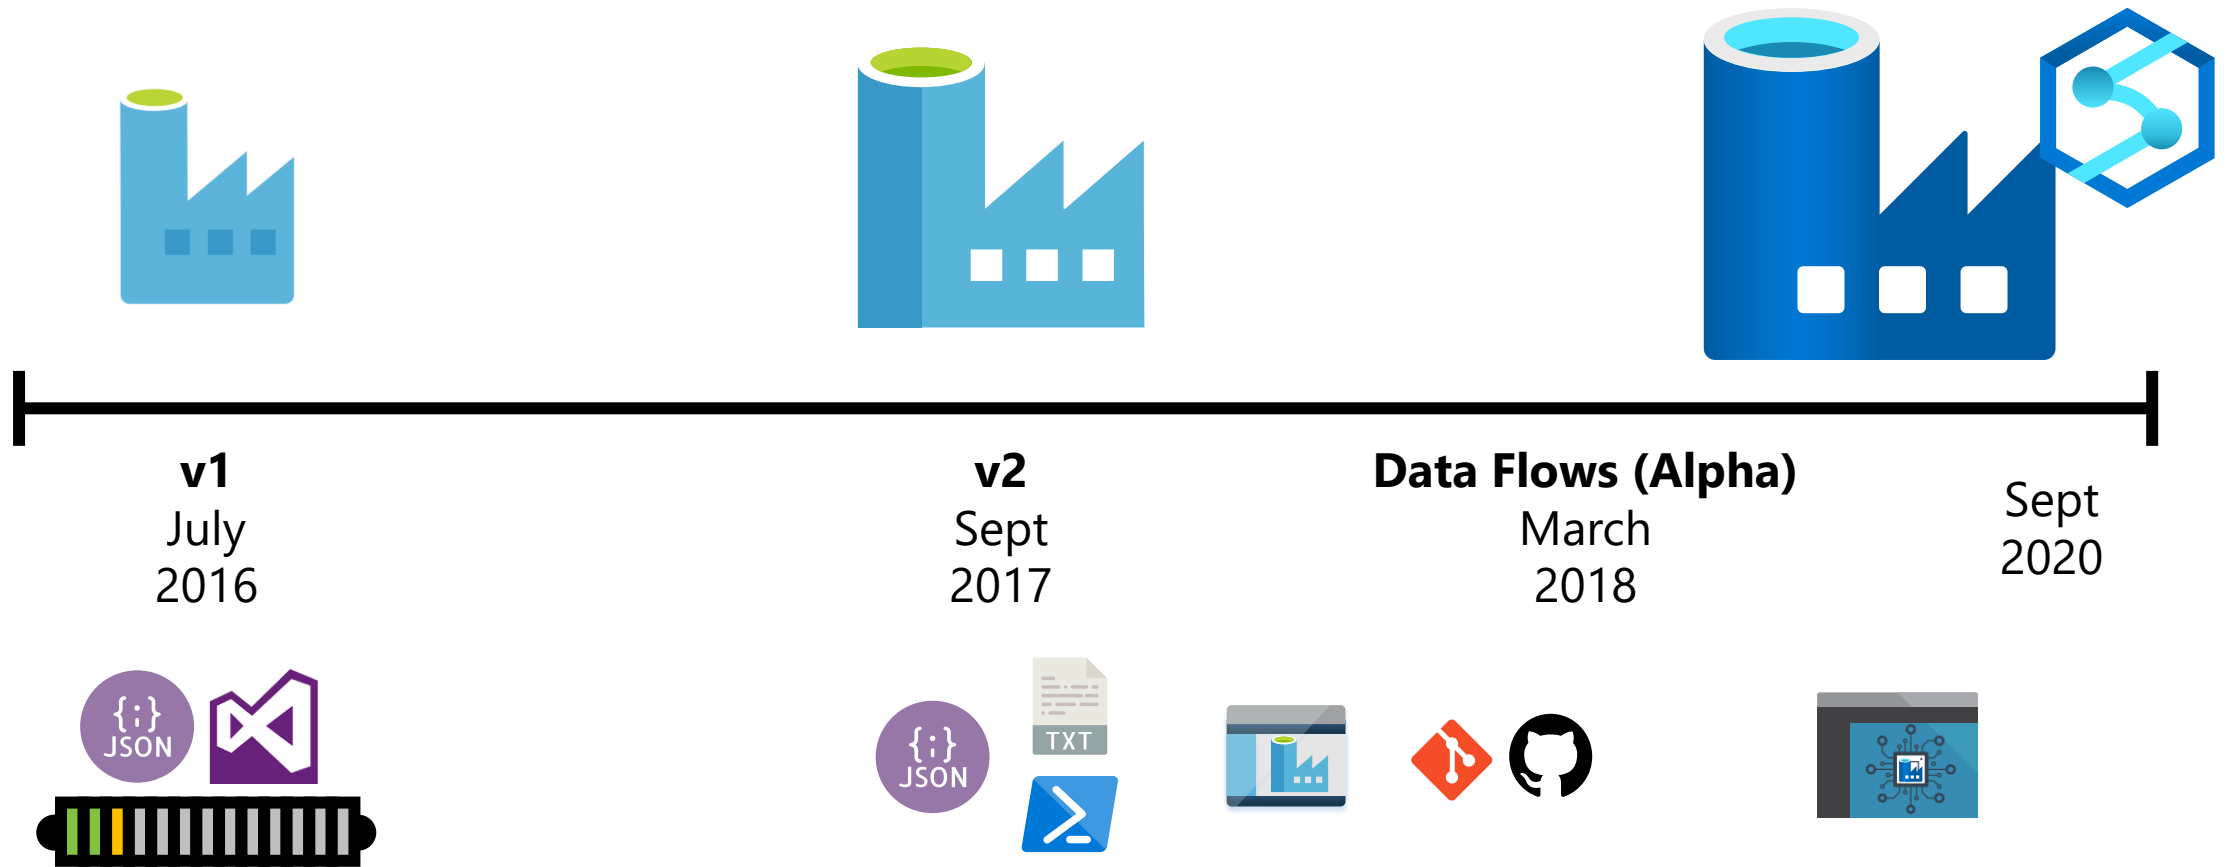 v1
July
2016
v2
Sept
2017
Data Flows (Alpha)
March
2018
Sept
2020
{;}
JSON
{;}
JSON
TXT